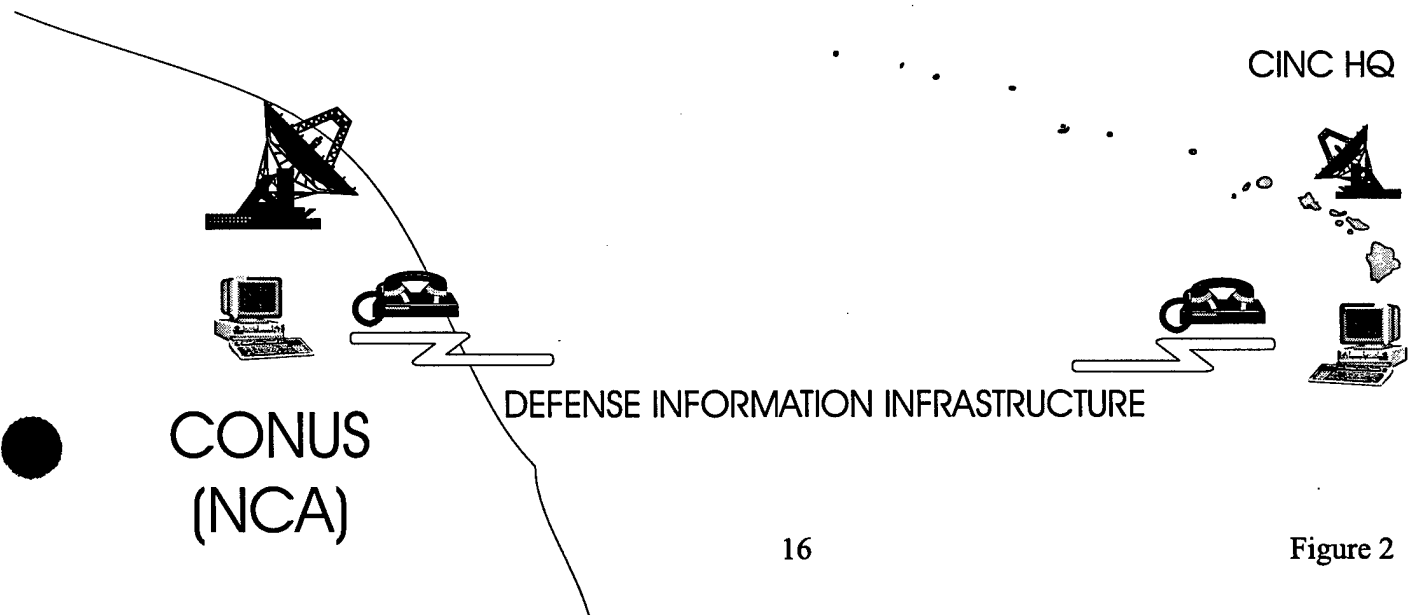 CINC HQ
DEFENSE INFORMATION INFRASTRUCTURE
CONUS
(NCA)
16
Figure 2